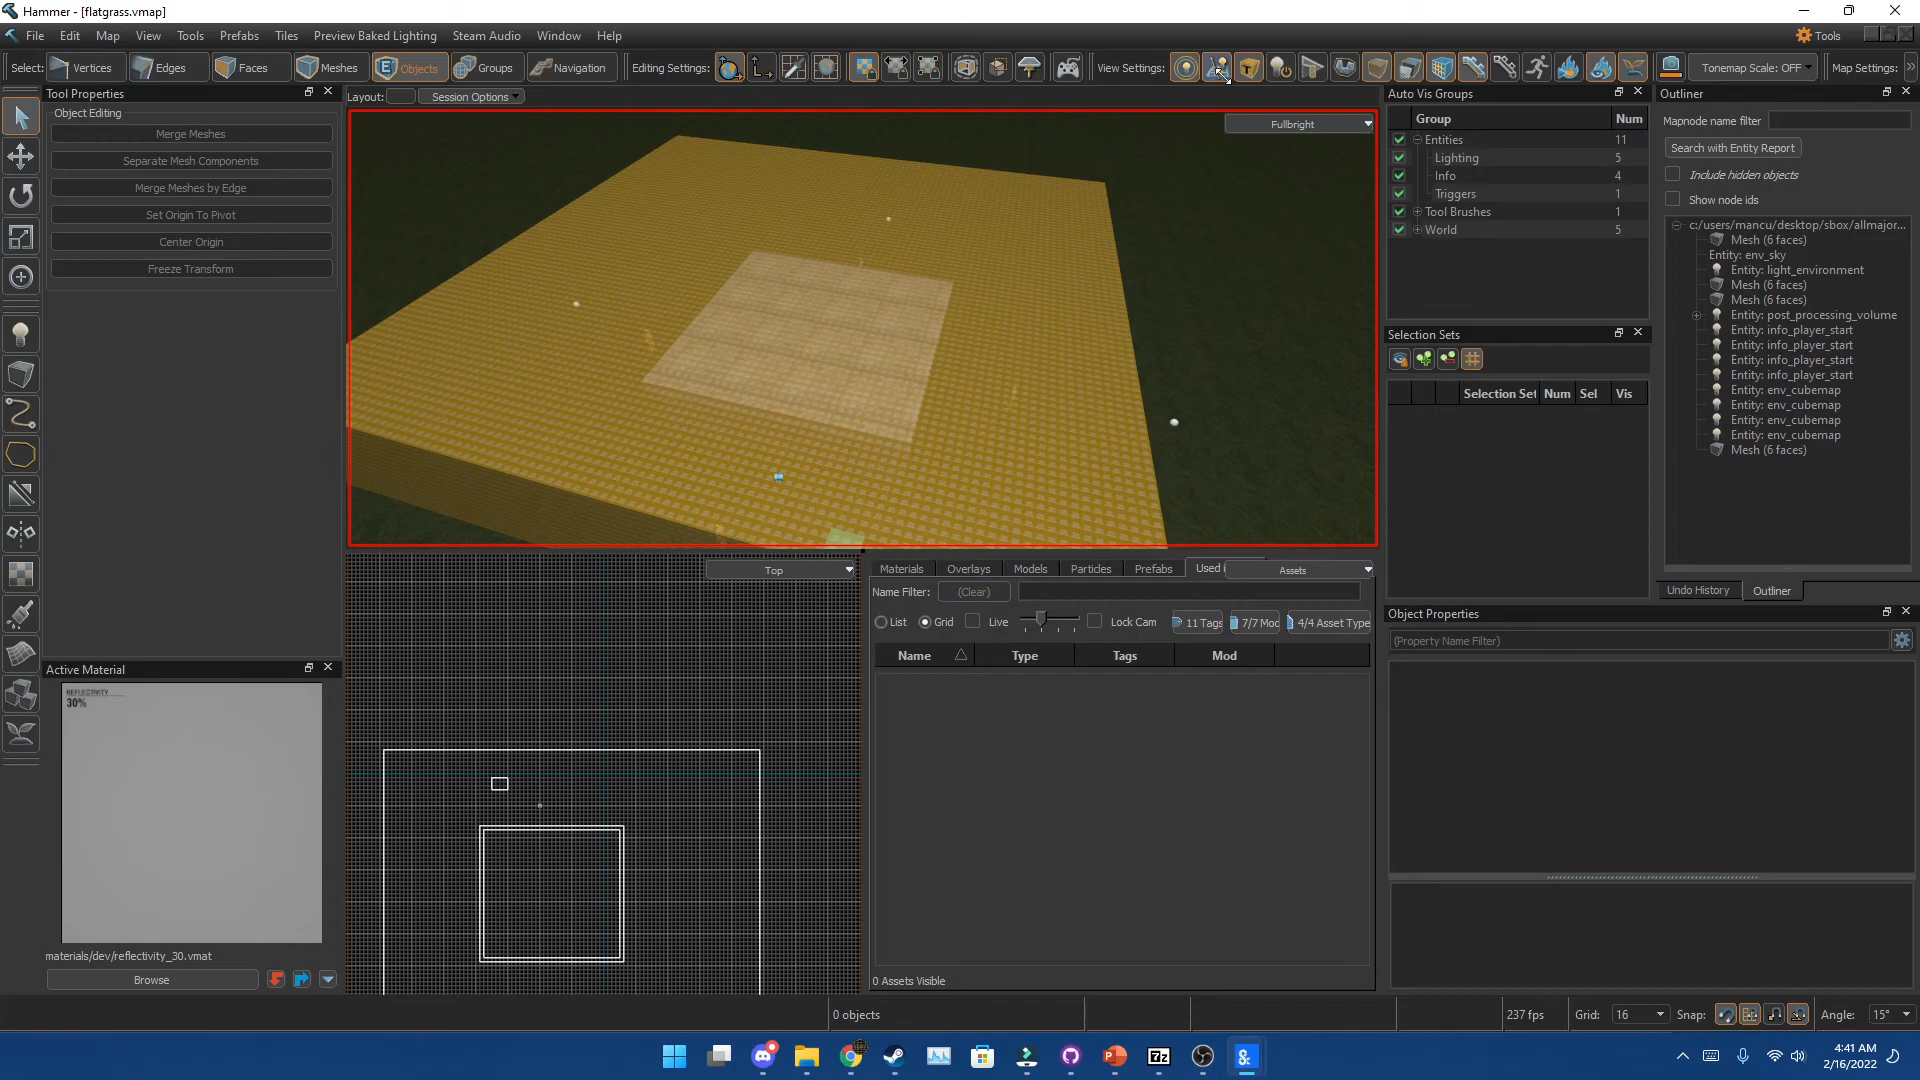 Hammer - [flatgrass.vmap]
File Edit Map View Tools Prefabs Tiles Preview Baked Lighting Steam Audio Window Help Tools
Select: Vertices Edges Faces Meshes Objects Groups Navigation Editing Settings: View Settings: Tonemap Scale: OFF Map Settings:
Tool Properties
Object Editing
Merge Meshes
Separate Mesh Components
Merge Meshes by Edge
Set Origin To Pivot
Center Origin
Freeze Transform
Active Material
REFLECTIVITY
30%
materials/dev/reflectivity_30.vmat
Browse
Layout: Session Options
Fullbright
Top
Materials Overlays Models Particles Prefabs Used i Assets
Name Filter: (Clear)
List Grid Live Lock Cam 11 Tags 7/7 Mod 4/4 Asset Type
Name Type Tags Mod
0 Assets Visible
Auto Vis Groups
Group Num
Entities 11
Lighting 5
Info 4
Triggers 1
Tool Brushes 1
World 5
Selection Sets
Selection Set Num Sel Vis
Outliner
Mapnode name filter
Search with Entity Report
Include hidden objects
Show node ids
c:/users/mancu/desktop/sbox/allmajor...
Mesh (6 faces)
Entity: env_sky
Entity: light_environment
Mesh (6 faces)
Mesh (6 faces)
Entity: post_processing_volume
Entity: info_player_start
Entity: info_player_start
Entity: info_player_start
Entity: info_player_start
Entity: env_cubemap
Entity: env_cubemap
Entity: env_cubemap
Entity: env_cubemap
Mesh (6 faces)
Undo History Outliner
Object Properties
(Property Name Filter)
0 objects 237 fps Grid: 16 Snap: Angle: 15°
4:41 AM
2/16/2022